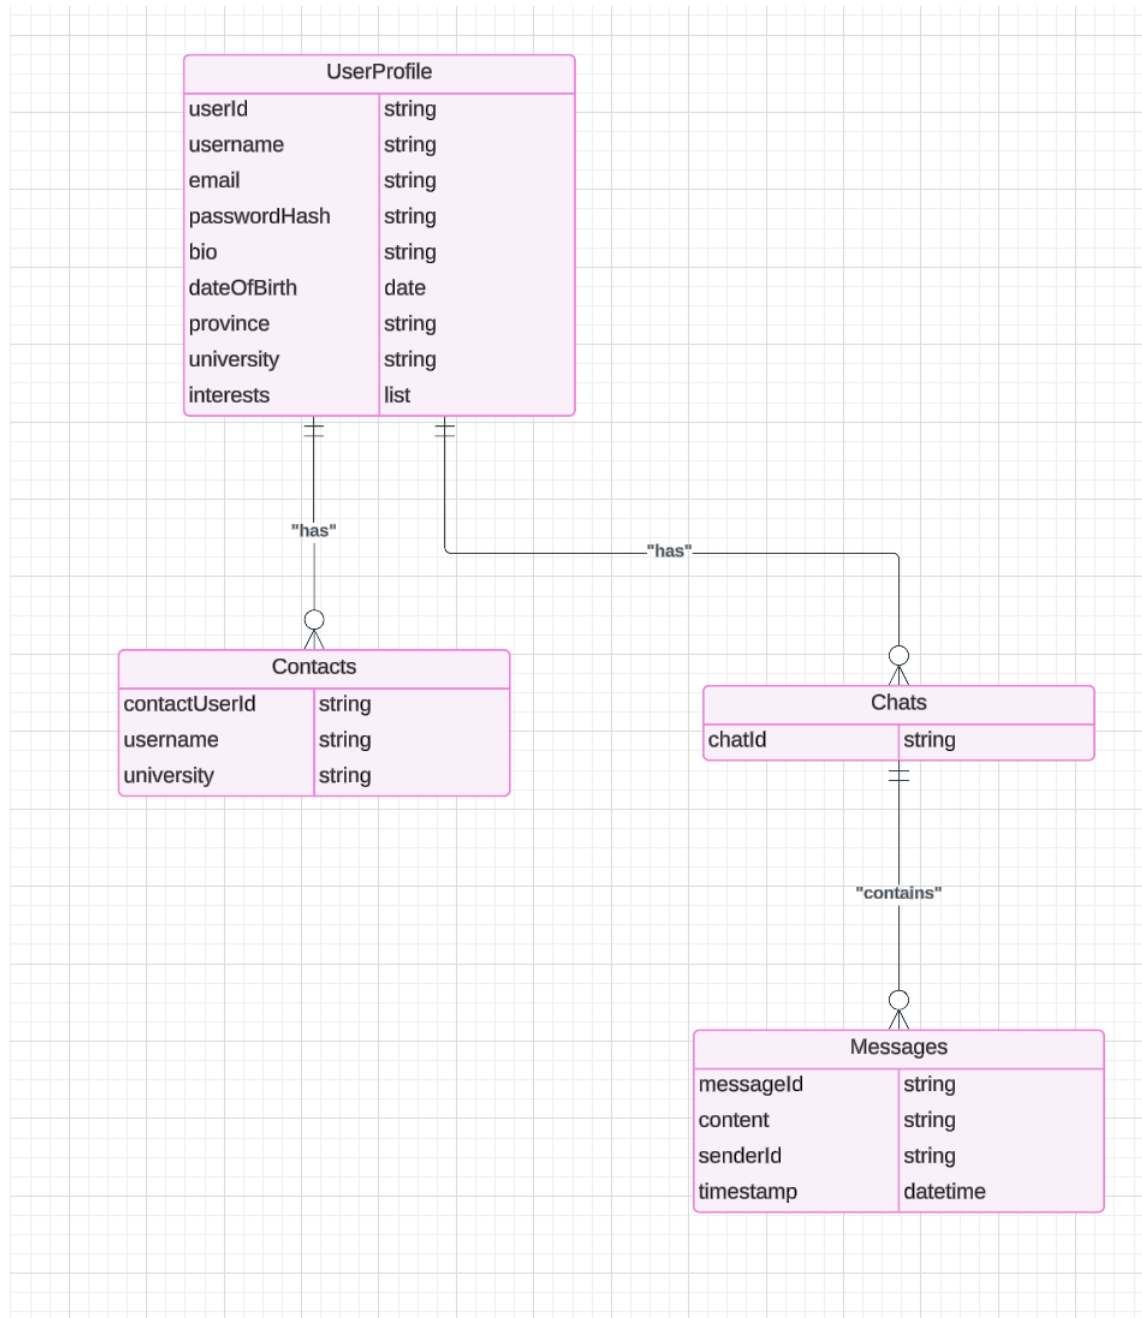 UserProfile
userId string
username string
email string
passwordHash string
bio string
dateOfBirth date
province string
university string
interests list
"has"
"has"
Contacts
contactUserId string
username string
university string
Chats
chatId string
"contains"
Messages
messageId string
content string
senderId string
timestamp datetime